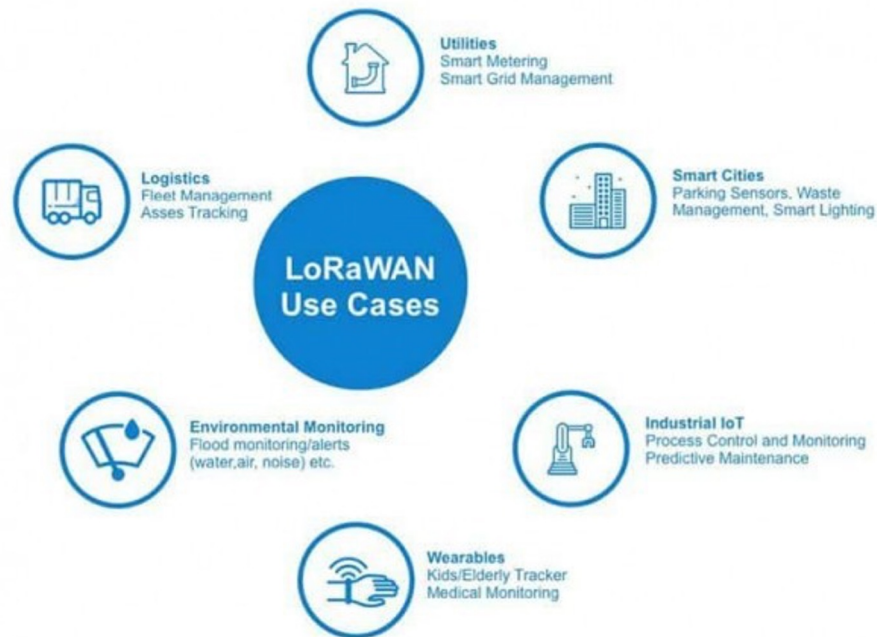 Utilities
Smart Metering
Smart Grid Management
Logistics
Fleet Management
Asses Tracking
Smart Cities
Parking Sensors, Waste
Management, Smart Lighting
LoRaWAN
Use Cases
Environmental Monitoring
Flood monitoring/alerts
(water,air, noise) etc.
Industrial IoT
Process Control and Monitoring
Predictive Maintenance
Wearables
Kids/Elderly Tracker
Medical Monitoring